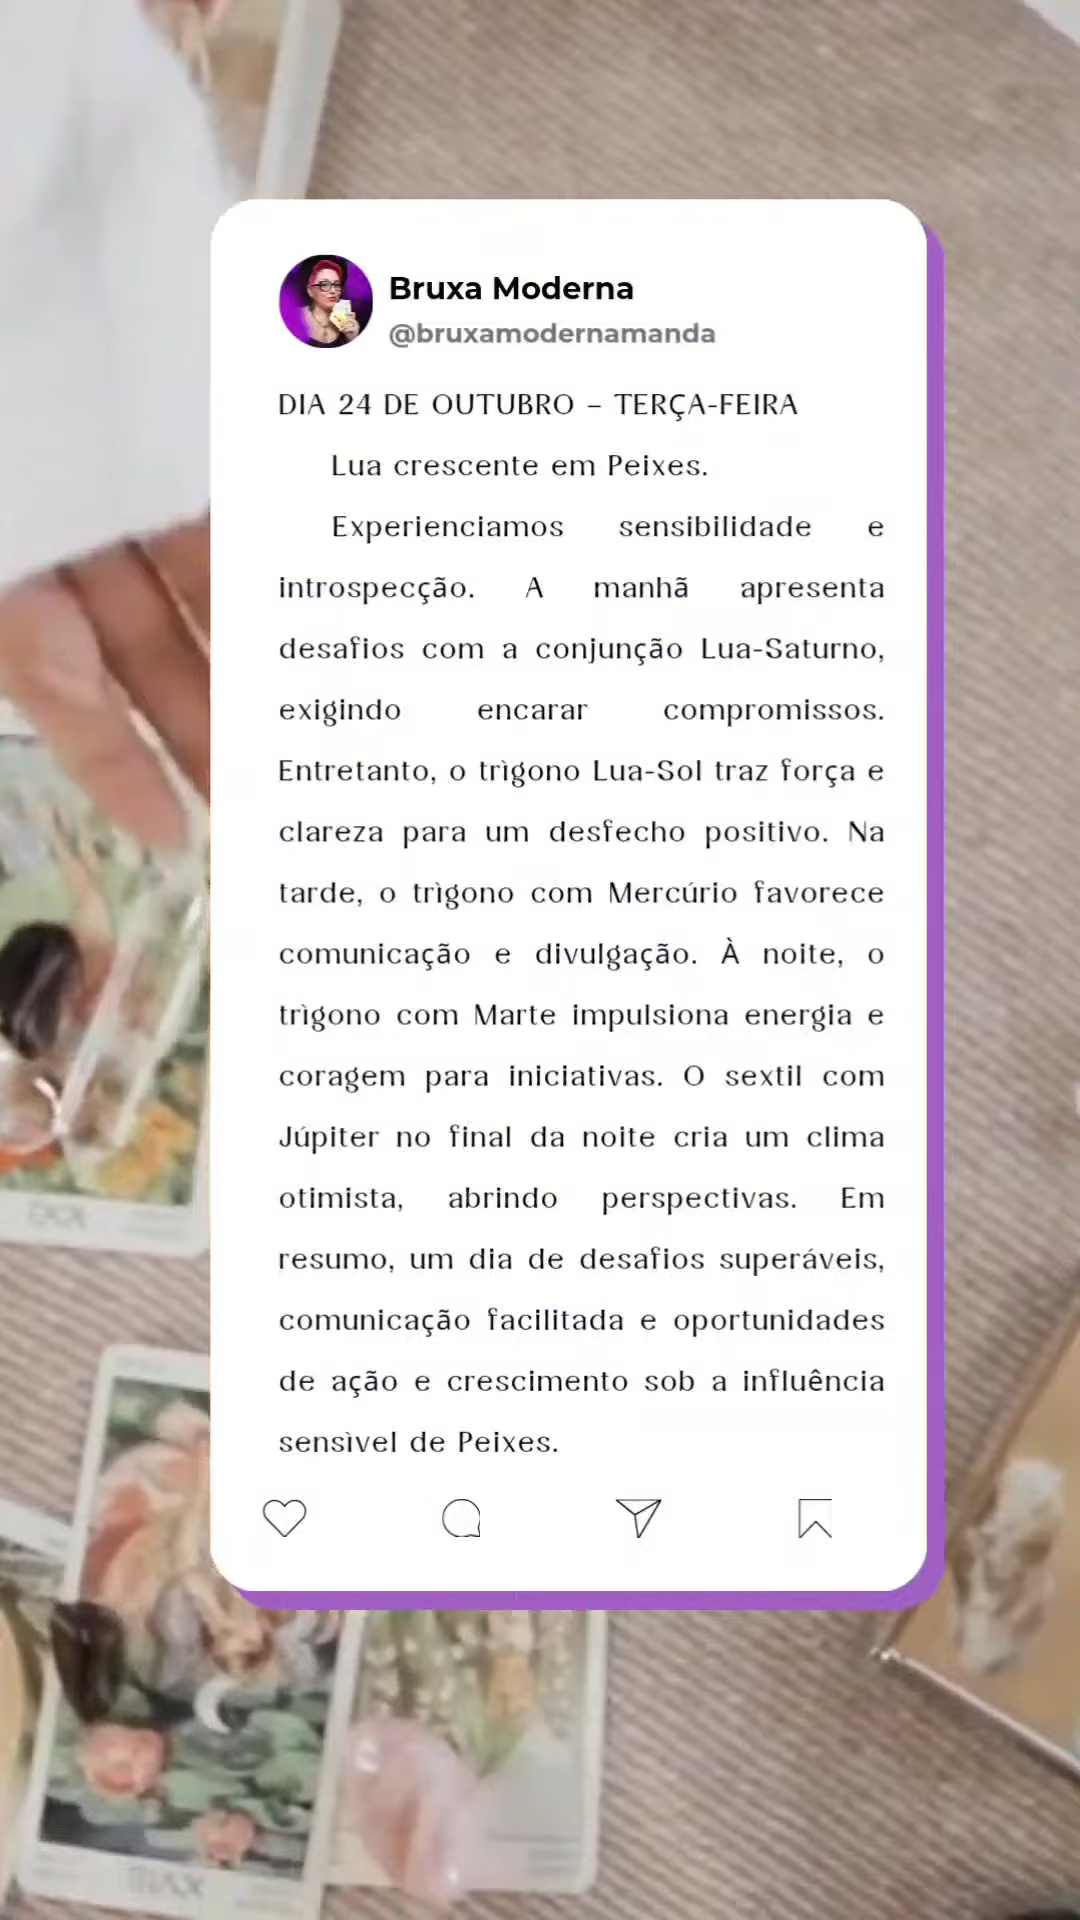 Bruxa Moderna
@bruxamodernamanda
DIA 24 DE OUTUBRO – TERÇA-FEIRA
Lua crescente em Peixes.
Experienciamos sensibilidade e
introspecção. A manhã apresenta
desafios com a conjunção Lua-Saturno,
exigindo encarar compromissos.
Entretanto, o trìgono Lua-Sol traz força e
clareza para um desfecho positivo. Na
tarde, o trìgono com Mercúrio favorece
comunicação e divulgação. À noite, o
trìgono com Marte impulsiona energia e
coragem para iniciativas. O sextil com
Júpiter no final da noite cria um clima
otimista, abrindo perspectivas. Em
resumo, um dia de desafios superáveis,
comunicação facilitada e oportunidades
de ação e crescimento sob a influência
sensìvel de Peixes.